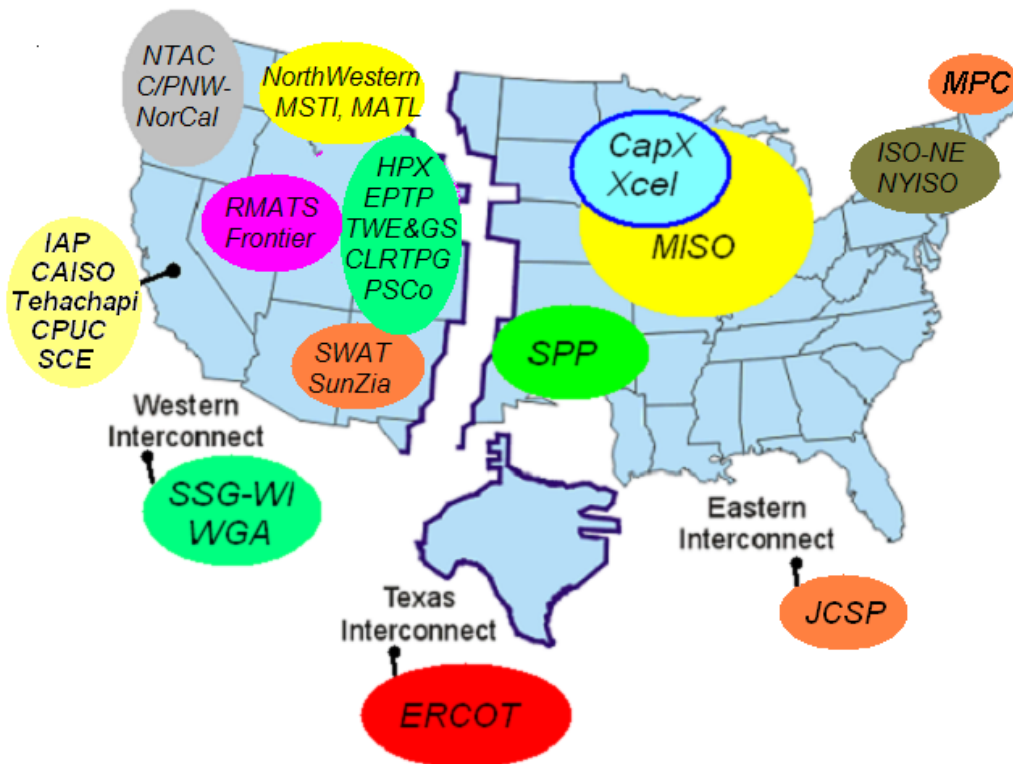 NTAC
C/PNW-
NorCal
NorthWestern
MSTI, MATL
HPX
EPTP
TWE&GS
CLRTPG
PSCo
RMATS
Frontier
IAP
CAISO
Tehachapi
CPUC
SCE
SWAT
SunZia
CapX
Xcel
MISO
MPC
ISO-NE
NYISO
SPP
Western
Interconnect
SSG-WI
WGA
Texas
Interconnect
ERCOT
Eastern
Interconnect
JCSP